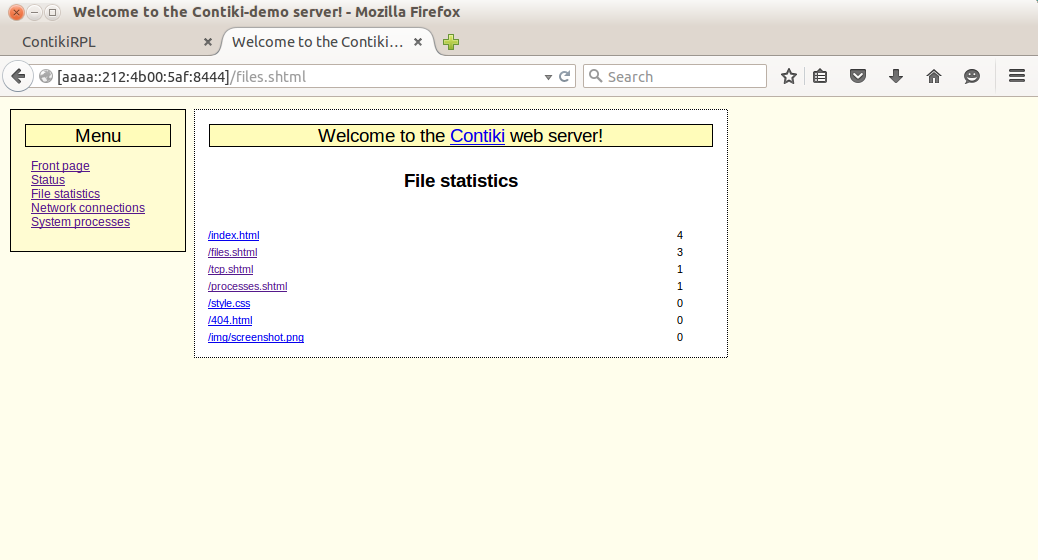 Welcome to the Contiki-demo server! - Mozilla Firefox
ContikiRPL
Welcome to the Contiki...
[aaaa::212:4b00:5af:8444]/files.shtml
Search
Menu
Front page
Status
File statistics
Network connections
System processes
Welcome to the Contiki web server!
File statistics
/index.html 4
/files.shtml 3
/tcp.shtml 1
/processes.shtml 1
/style.css 0
/404.html 0
/img/screenshot.png 0